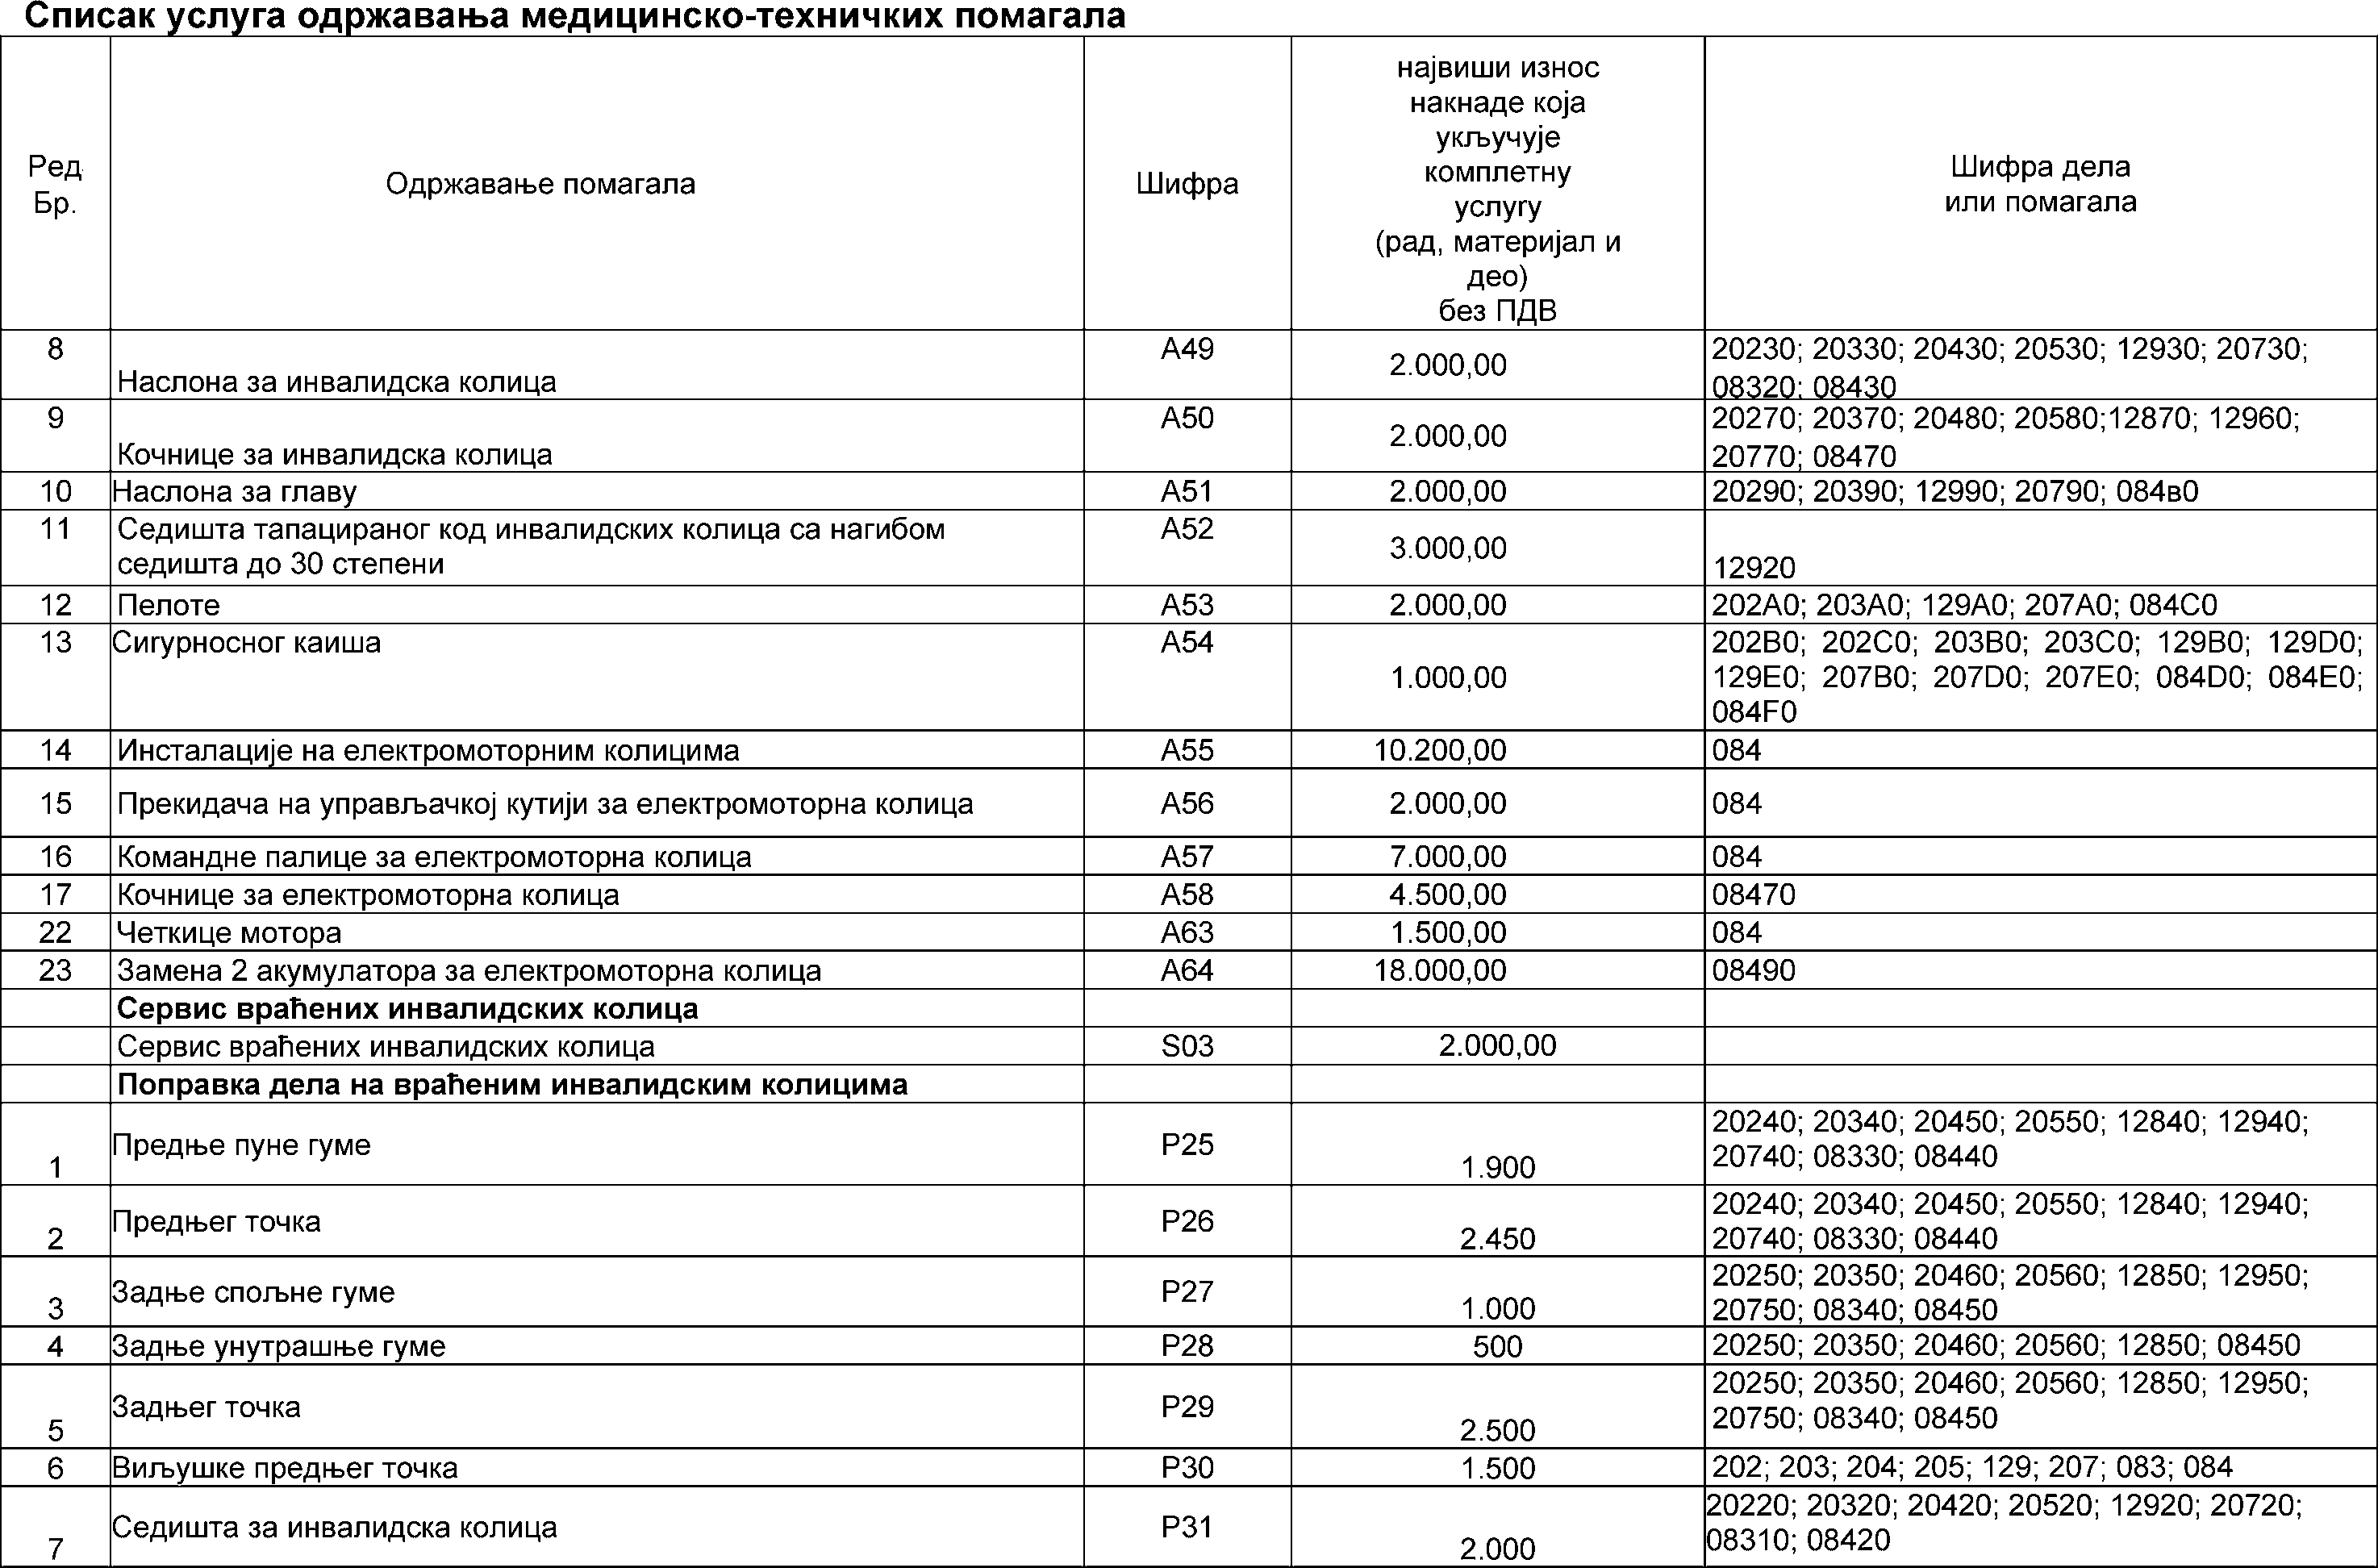 Списак услуга одржавања медицинско-техничких помагала
Ред.
Бр.
Одржавање помагала
Шифра
највиши износ
накнаде која
укључује
комплетну
услугу
(рад, материјал и
део)
без ПДВ
Шифра дела
или помагала
8
Наслона за инвалидска колица
A49
2.000,00
20230; 20330; 20430; 20530; 12930; 20730;
08320; 08430
9
Кочнице за инвалидска колица
A50
2.000,00
20270; 20370; 20480; 20580;12870; 12960;
20770; 08470
10
Наслона за главу
A51
2.000,00
20290; 20390; 12990; 20790; 084в0
11
Седишта тапацираног код инвалидских колица са нагибом
седишта до 30 степени
A52
3.000,00
12920
12
Пелоте
A53
2.000,00
202A0; 203A0; 129A0; 207A0; 084C0
13
Сигурносног каиша
A54
1.000,00
202B0; 202C0; 203B0; 203C0; 129B0; 129D0;
129E0; 207B0; 207D0; 207E0; 084D0; 084E0;
084F0
14
Инсталације на електромоторним колицима
A55
10.200,00
084
15
Прекидача на управљачкој кутији за електромоторна колица
A56
2.000,00
084
16
Командне палице за електромоторна колица
A57
7.000,00
084
17
Кочнице за електромоторна колица
A58
4.500,00
08470
22
Четкице мотора
A63
1.500,00
084
23
Замена 2 акумулатора за електромоторна колица
A64
18.000,00
08490
Сервис враћених инвалидских колица
Сервис враћених инвалидских колица
S03
2.000,00
Поправка дела на враћеним инвалидским колицима
1
Предње пуне гуме
P25
1.900
20240; 20340; 20450; 20550; 12840; 12940;
20740; 08330; 08440
2
Предњег точка
P26
2.450
20240; 20340; 20450; 20550; 12840; 12940;
20740; 08330; 08440
3
Задње спољне гуме
P27
1.000
20250; 20350; 20460; 20560; 12850; 12950;
20750; 08340; 08450
4
Задње унутрашње гуме
P28
500
20250; 20350; 20460; 20560; 12850; 08450
5
Задњег точка
P29
2.500
20250; 20350; 20460; 20560; 12850; 12950;
20750; 08340; 08450
6
Виљушке предњег точка
P30
1.500
202; 203; 204; 205; 129; 207; 083; 084
7
Седишта за инвалидска колица
P31
2.000
20220; 20320; 20420; 20520; 12920; 20720;
08310; 08420